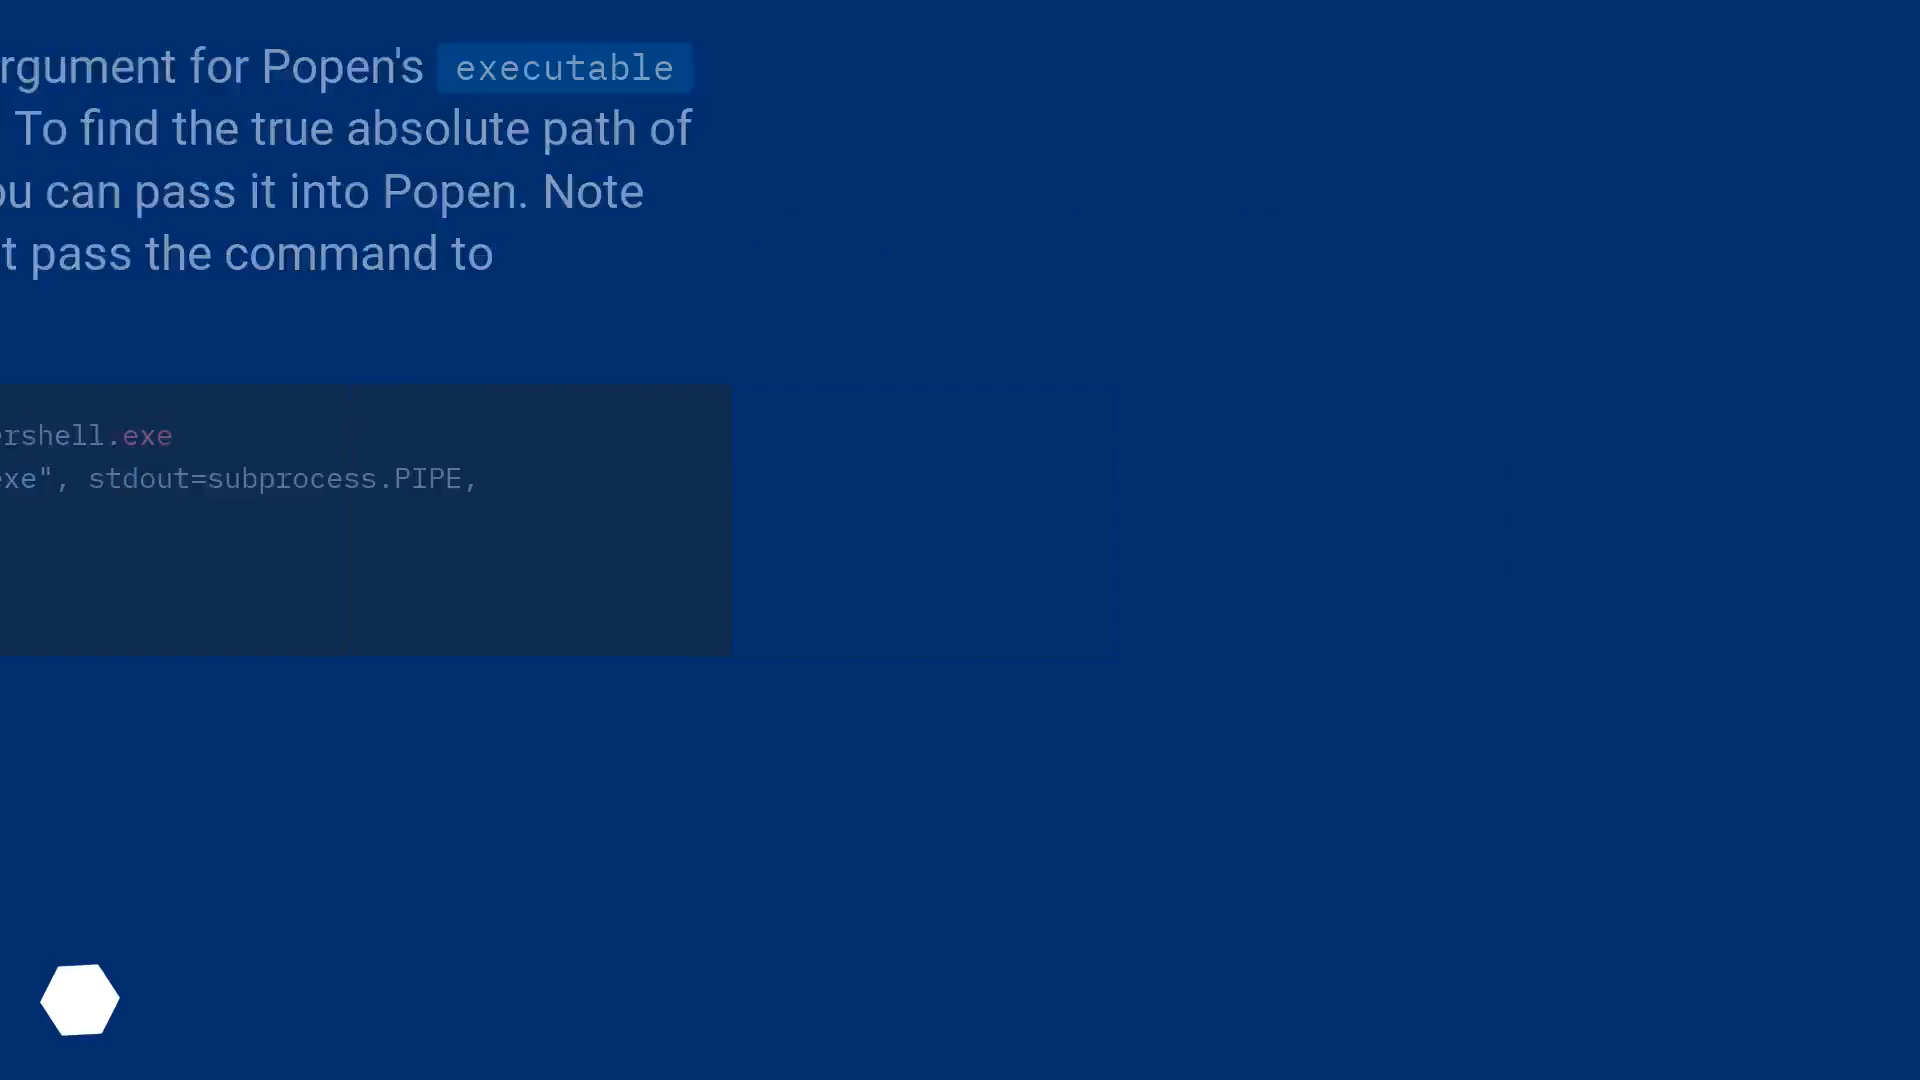 rgument for Popen's executable
To find the true absolute path of
ou can pass it into Popen. Note
t pass the command to
ershell.exe
exe", stdout=subprocess.PIPE,